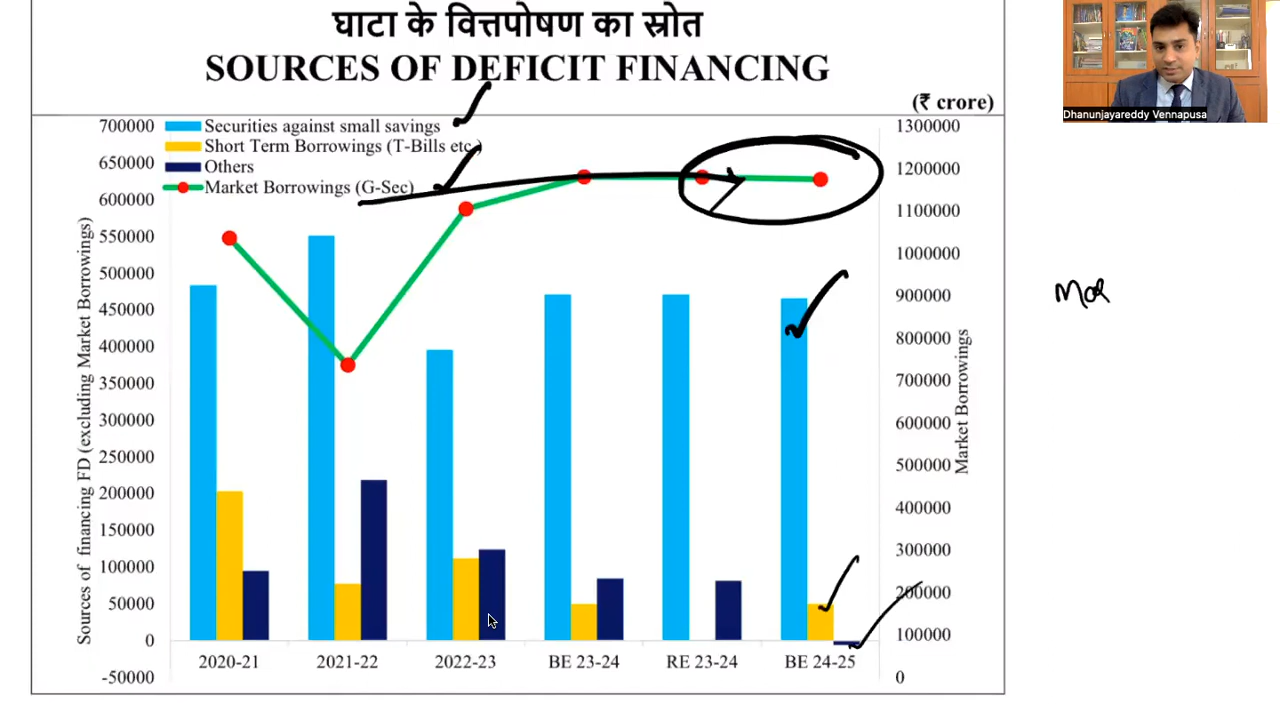 घाटा के वित्तपोषण का स्रोत
SOURCES OF DEFICIT FINANCING
(₹ crore)
Dhanunjayareddy Vennapusa
Securities against small savings
Short Term Borrowings (T-Bills etc.)
Others
Market Borrowings (G-Sec)
Sources of financing FD (excluding Market Borrowings)
700000
650000
600000
550000
500000
450000
400000
350000
300000
250000
200000
150000
100000
50000
0
-50000
1300000
1200000
1100000
1000000
900000
800000
700000
600000
500000
400000
300000
200000
100000
0
Market Borrowings
2020-21 2021-22 2022-23 BE 23-24 RE 23-24 BE 24-25